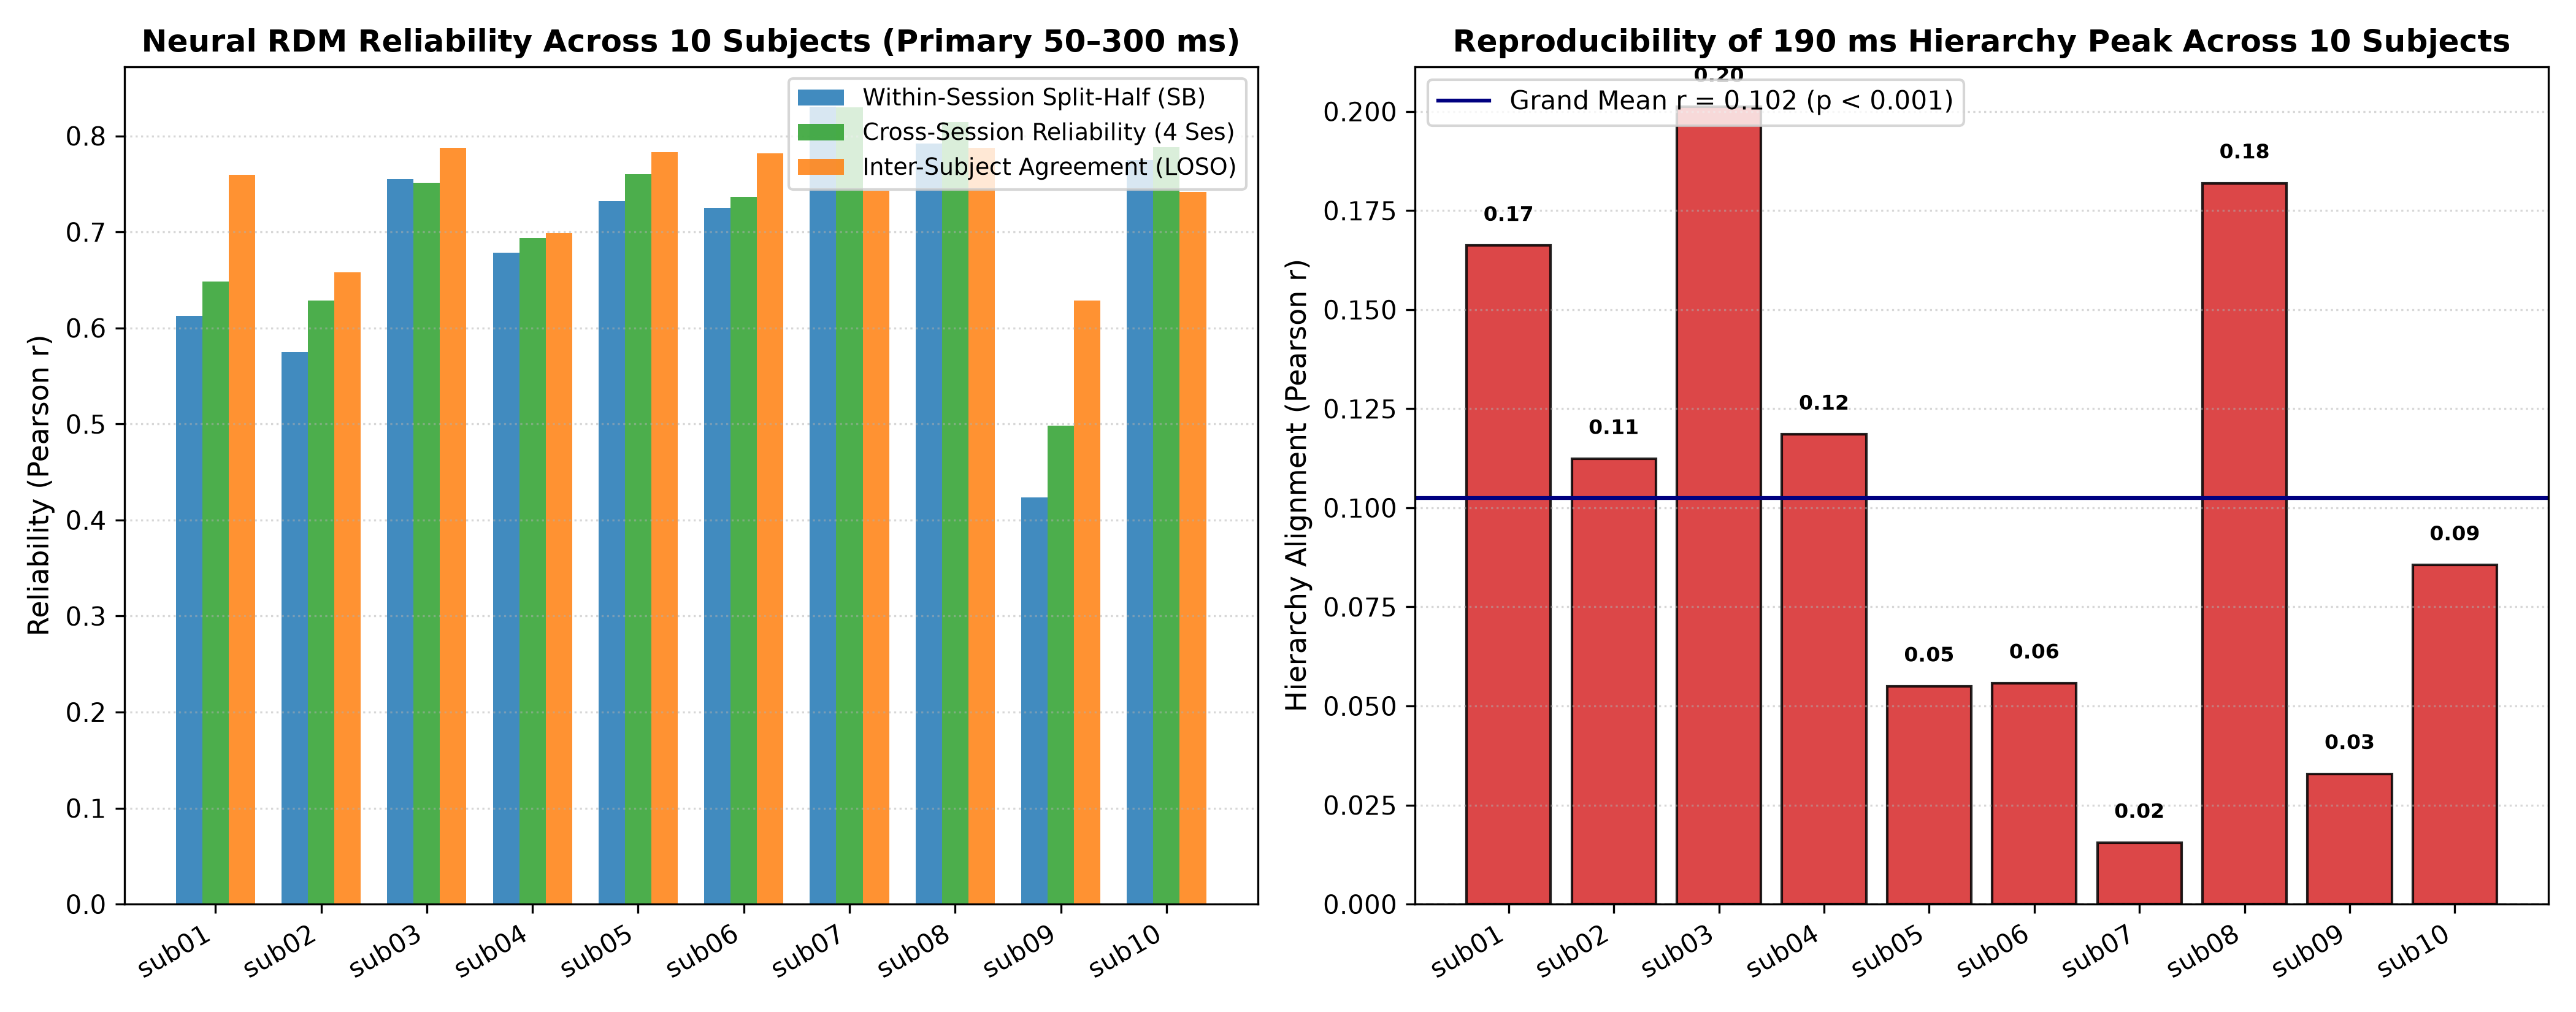 Neural RDM Reliability Across 10 Subjects (Primary 50–300 ms)
Reliability (Pearson r)
0.8
0.7
0.6
0.5
0.4
0.3
0.2
0.1
0.0
Within-Session Split-Half (SB)
Cross-Session Reliability (4 Ses)
Inter-Subject Agreement (LOSO)
sub01
sub02
sub03
sub04
sub05
sub06
sub07
sub08
sub09
sub10
Reproducibility of 190 ms Hierarchy Peak Across 10 Subjects
Hierarchy Alignment (Pearson r)
0.200
0.175
0.150
0.125
0.100
0.075
0.050
0.025
0.000
Grand Mean r = 0.102 (p < 0.001)
0.17
0.11
0.20
0.12
0.05
0.06
0.02
0.18
0.03
0.09
sub01
sub02
sub03
sub04
sub05
sub06
sub07
sub08
sub09
sub10